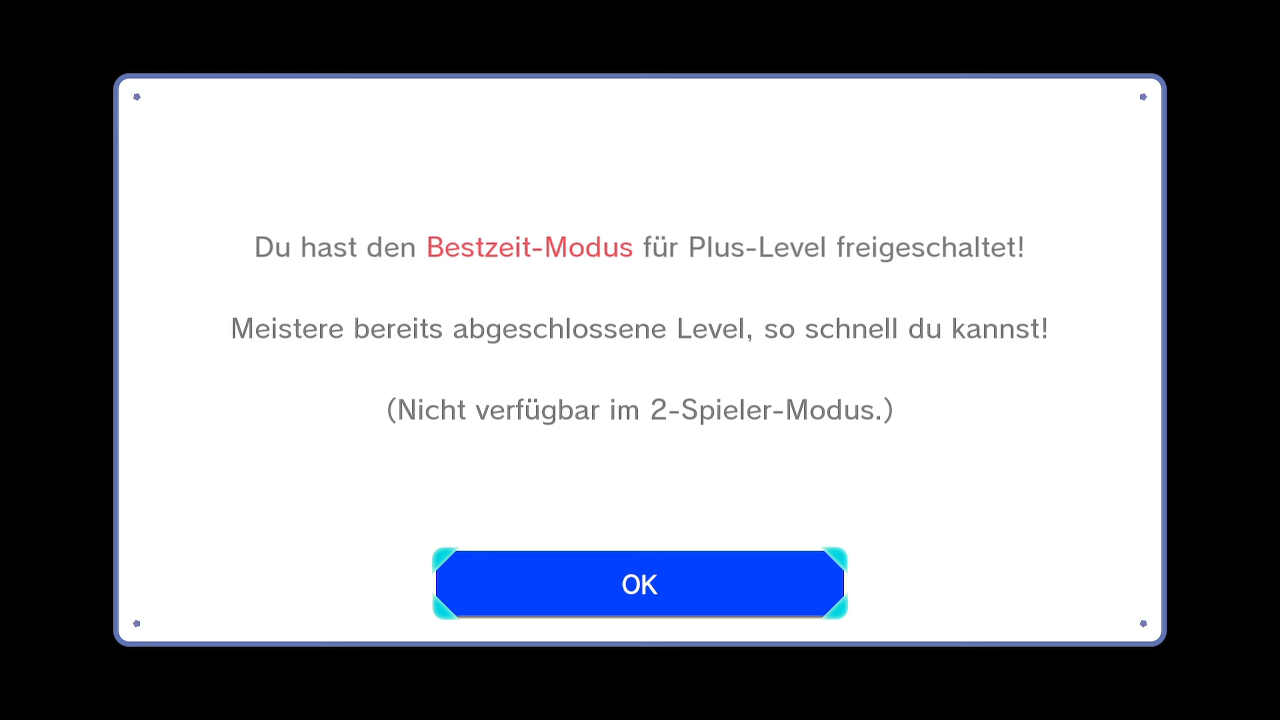 Du hast den Bestzeit-Modus für Plus-Level freigeschaltet!
Meistere bereits abgeschlossene Level, so schnell du kannst!
(Nicht verfügbar im 2-Spieler-Modus.)
OK